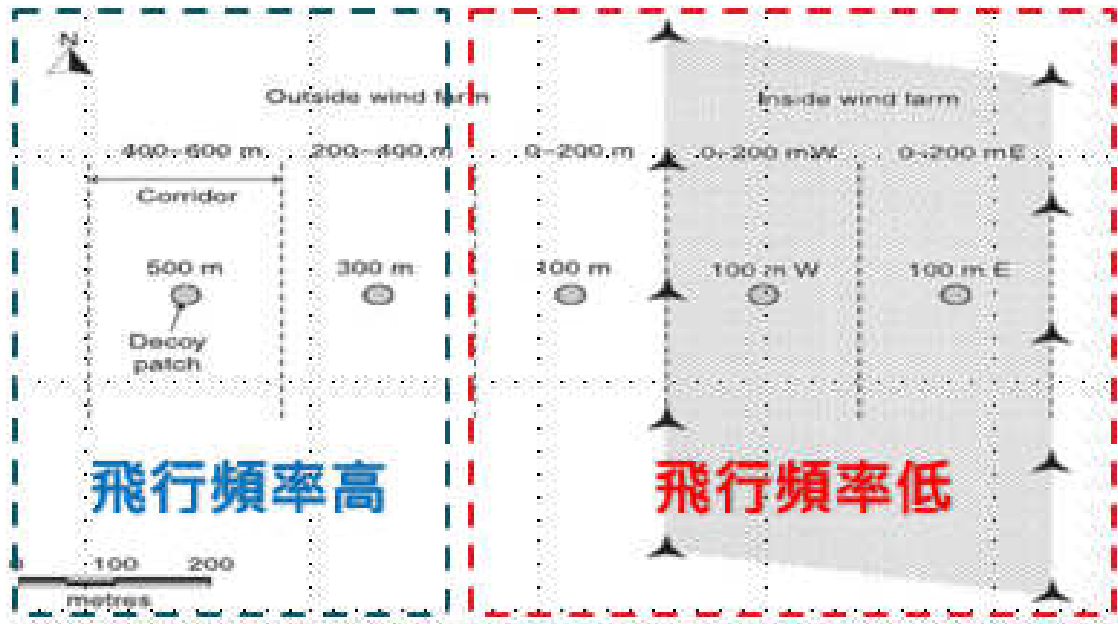 N
Outside wind farm
Inside wind farm
400-600 m
200-400 m
0-200 m
0-200 m W
0-200 m E
Corridor
500 m
300 m
100 m
100 m W
100 m E
Decoy
patch
飛行頻率高
飛行頻率低
0 100 200
metres